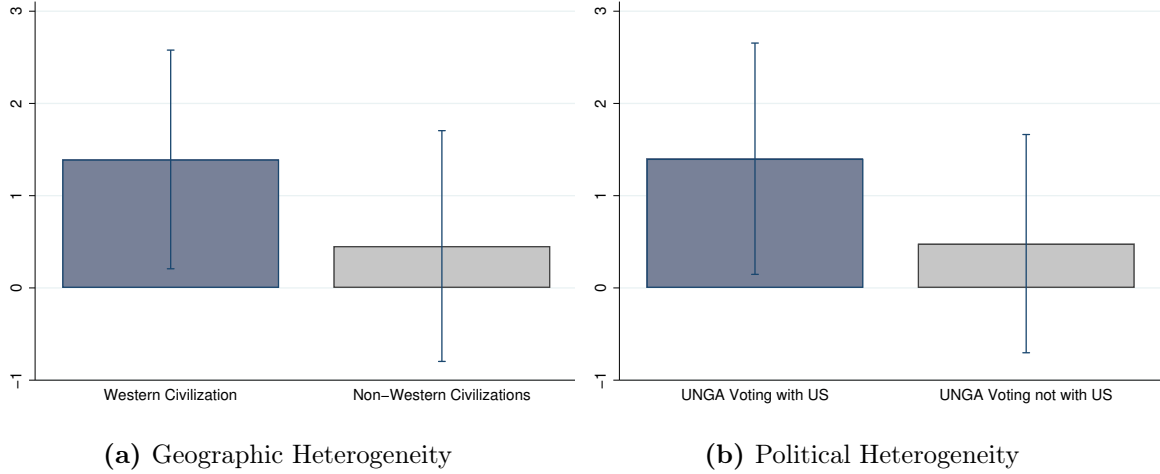 3
2
1
0
−1
Western Civilization Non−Western Civilizations
(a) Geographic Heterogeneity
3
2
1
0
−1
UNGA Voting with US UNGA Voting not with US
(b) Political Heterogeneity